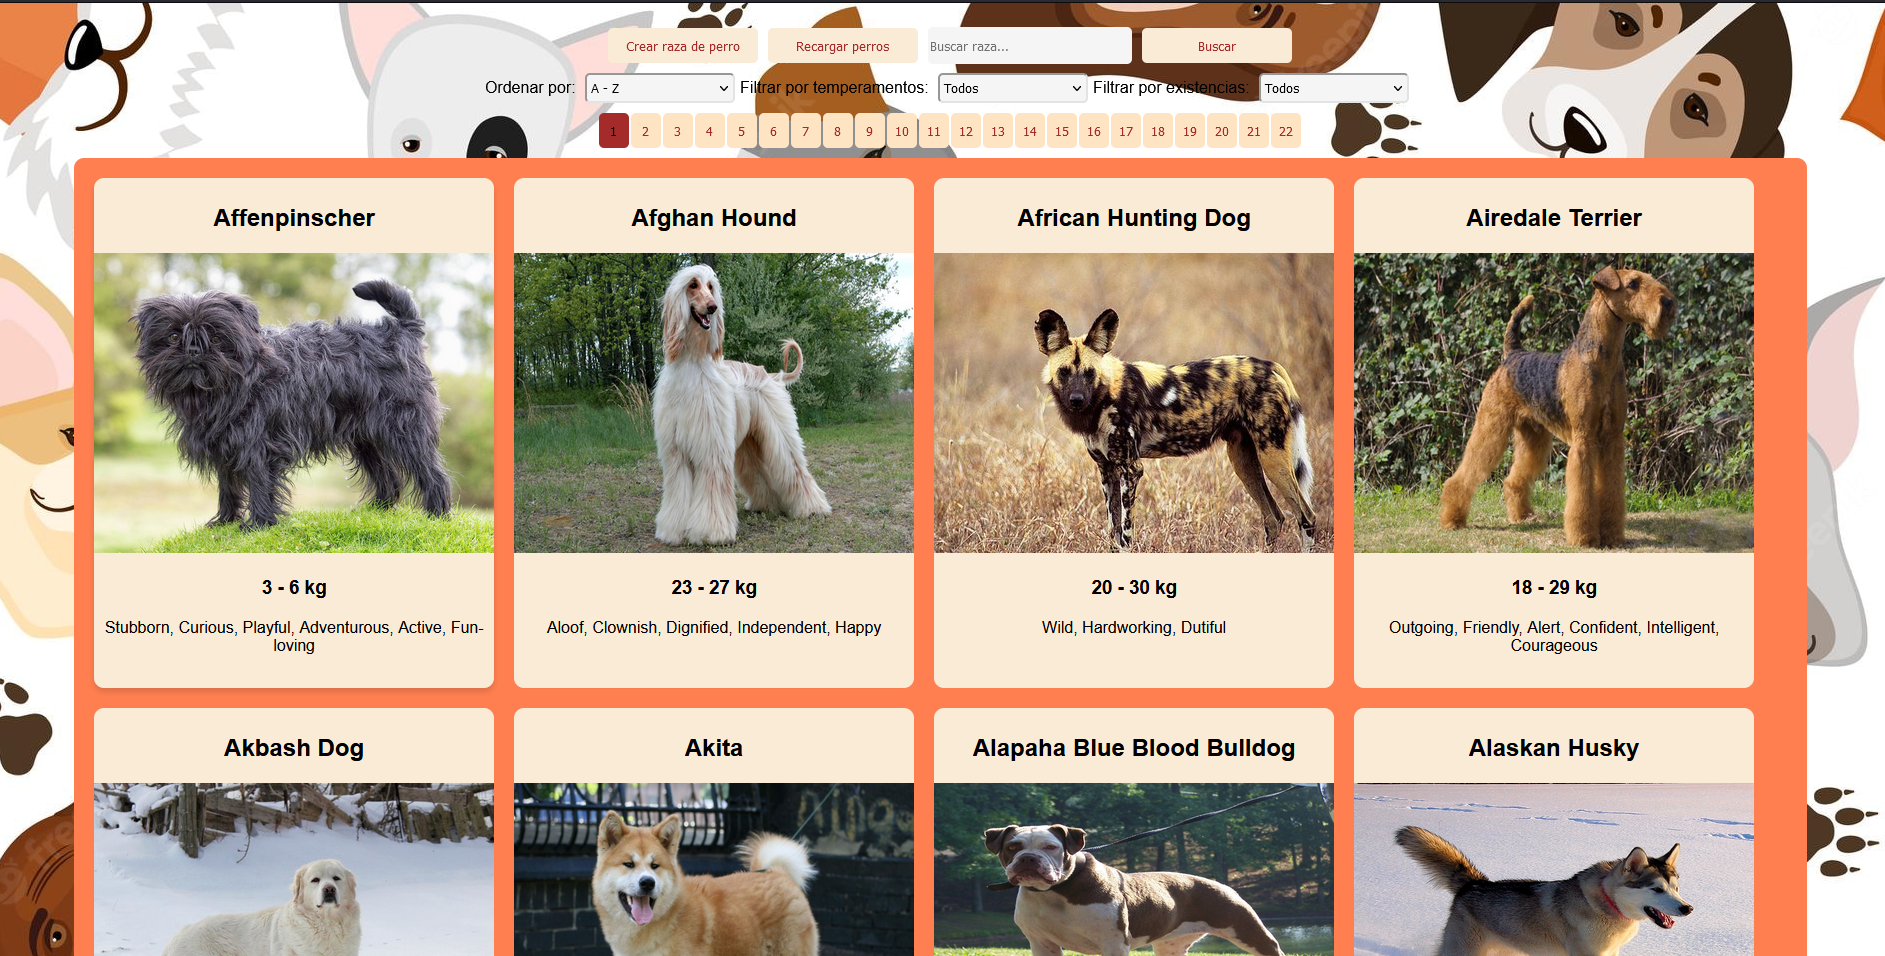 Crear raza de perro Recargar perros Buscar raza... Buscar
Ordenar por: A - Z Filtrar por temperamentos: Todos Filtrar por existencias: Todos
1 2 3 4 5 6 7 8 9 10 11 12 13 14 15 16 17 18 19 20 21 22
Affenpinscher Afghan Hound African Hunting Dog Airedale Terrier
3 - 6 kg 23 - 27 kg 20 - 30 kg 18 - 29 kg
Stubborn, Curious, Playful, Adventurous, Active, Fun- Aloof, Clownish, Dignified, Independent, Happy Wild, Hardworking, Dutiful Outgoing, Friendly, Alert, Confident, Intelligent,
loving Courageous
Akbash Dog Akita Alapaha Blue Blood Bulldog Alaskan Husky